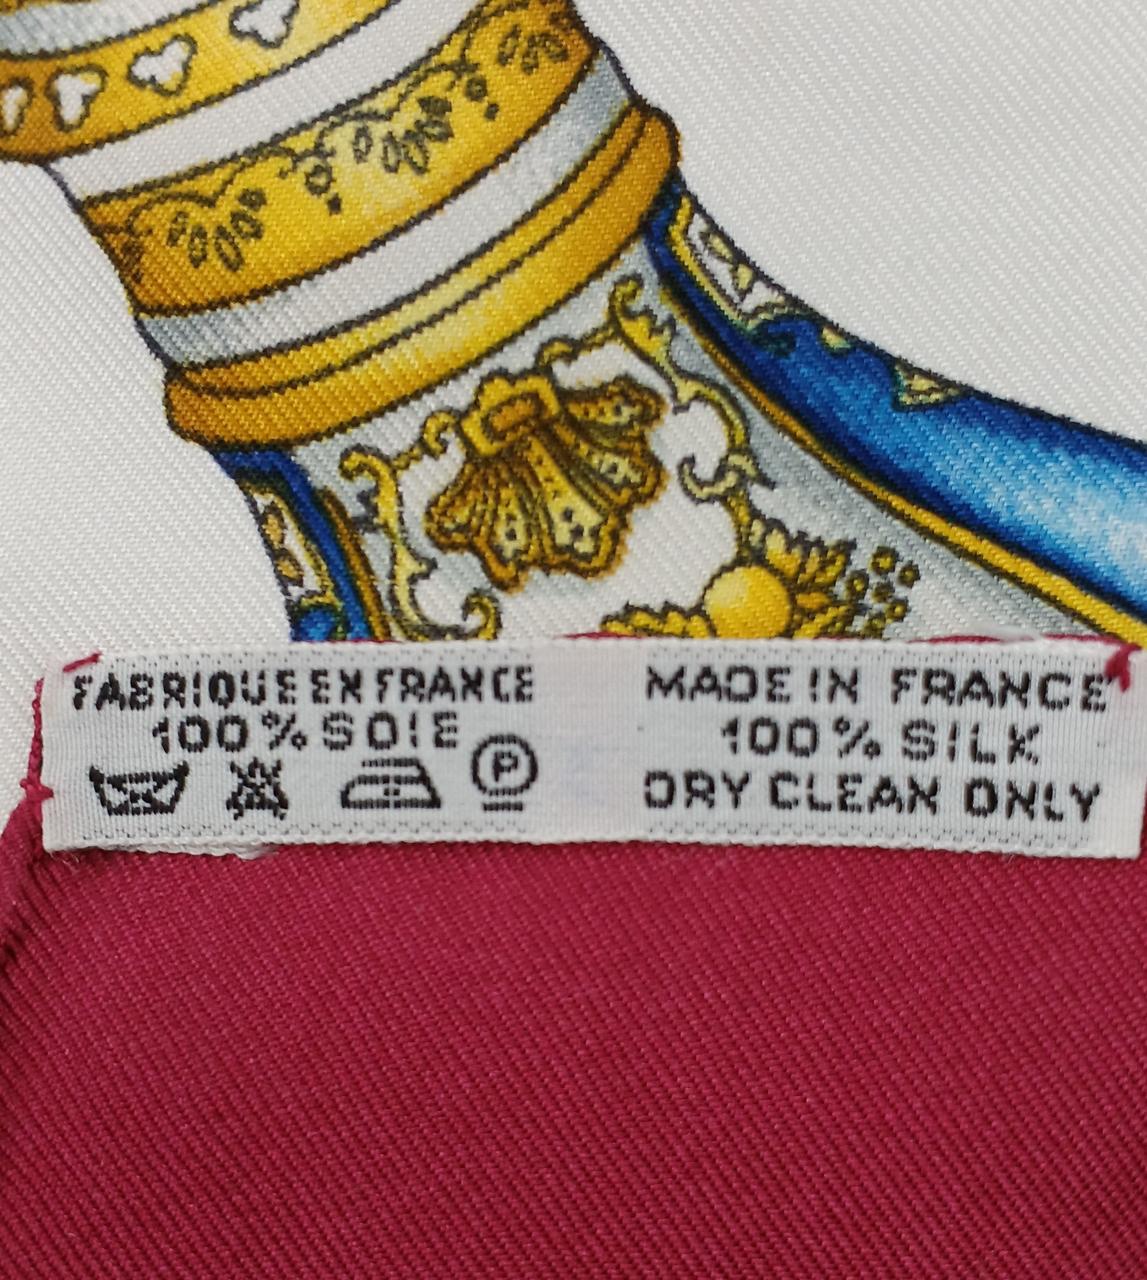 FABRIQUE EN FRANCE
100% SOIE
P
MADE IN FRANCE
100% SILK
DRY CLEAN ONLY